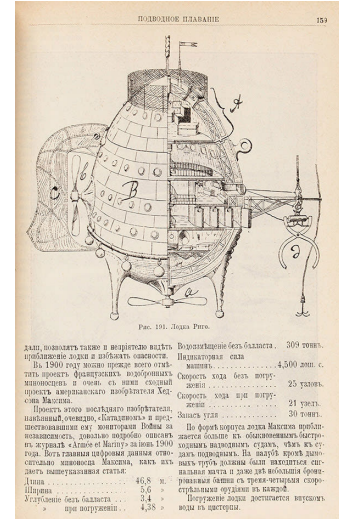 ПОДВОДНОЕ ПЛАВАНІЕ
159
A
B
C
b
a
д
Рис. 191. Лодка Риго.
дали, позволятъ также и непріятелю видѣть
приближеніе лодки и избѣжать опасности.
Въ 1900 году можно прежде всего отмѣ-
тить проектъ французскихъ водобронныхъ
миноносцевъ и очень съ ними сходный
проектъ американскаго изобрѣтателя Хед-
сона Максима.
Проектъ этого послѣдняго изобрѣтателя,
навѣянный, очевидно, «Катадиномъ» и пред-
шествовавшими ему мониторами Войны за
независимость, довольно подробно описанъ
въ журналѣ «Armée et Marine» за іюнь 1900
года. Вотъ главныя цифровыя данныя отно-
сительно миноносца Максима, какъ ихъ
даетъ вышеуказанная статья:
Длина 46,8 м.
Ширина 5,6 »
Углубленіе безъ балласта 3,4 »
» при погруженіи 4,38 »
Водоизмѣщеніе безъ балласта 309 тоннъ.
Индикаторная сила
машинъ 4,500 лош. с.
Скорость хода безъ погру-
женія 25 узловъ.
Скорость хода при погру-
женіи 21 узелъ.
Запасъ угля 30 тоннъ.
По формѣ корпуса лодка Максима прибли-
жается больше къ обыкновеннымъ быстро-
ходнымъ надводнымъ судамъ, чѣмъ къ су-
дамъ подводнымъ. На палубѣ кромѣ дымо-
выхъ трубъ должны были находиться сиг-
нальная мачта и даже двѣ небольшія брони-
рованныя башни съ тремя-четырьмя скоро-
стрѣльными орудіями въ каждой.
Погруженіе лодки достигается впускомъ
воды въ цистерны.